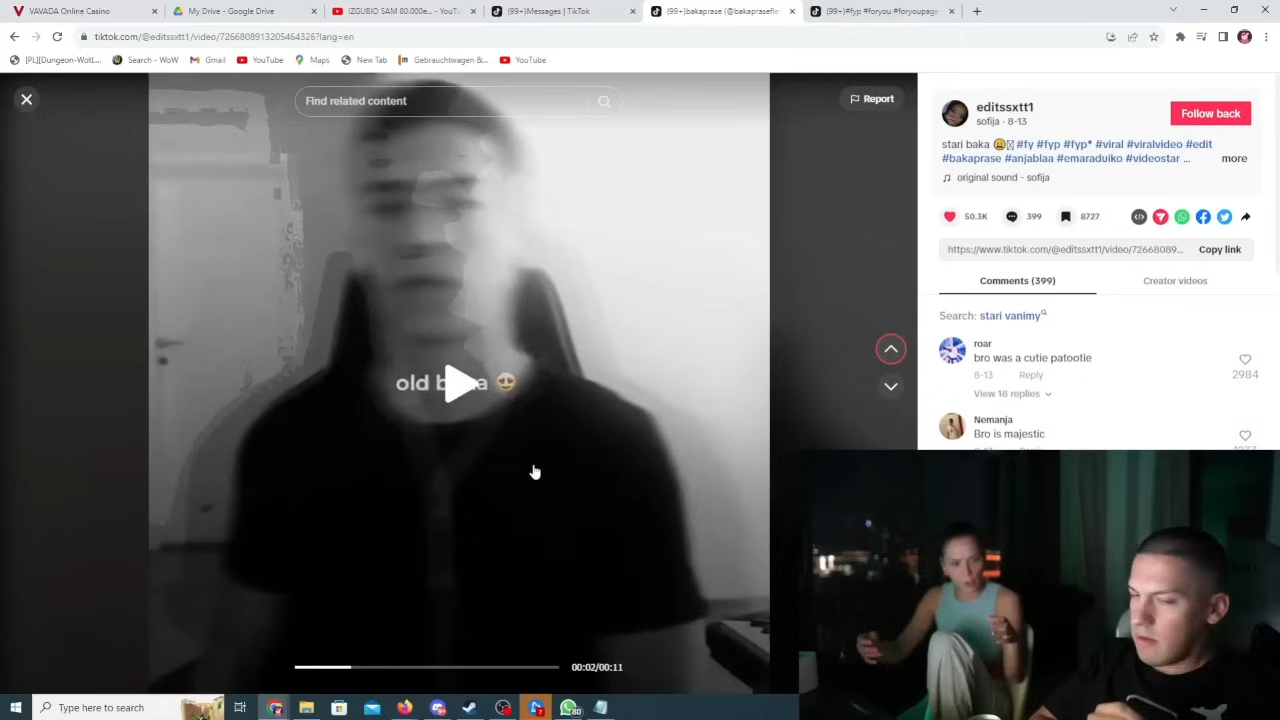 VAVADA Online Casino
My Drive - Google Drive
IZGUBIO SAM 80.000e... - YouTu
(99+)Messages | TikTok
(99+)bakaprase (@bakaprasefle
(99+)#fyp #foryou #foryoupage
tiktok.com/@editssxtt1/video/7266808913205464326?lang=en
[PL][Dungeon-WotL...
Search - WoW
Gmail
YouTube
Maps
New Tab
Gebrauchtwagen &...
YouTube
Find related content
Report
editssxtt1
sofija · 8-13
Follow back
stari baka 😩 #fy #fyp #fyp* #viral #viralvideo #edit
#bakaprase #anjablaa #emaraduiko #videostar ...
more
original sound - sofija
50.3K
399
8727
https://www.tiktok.com/@editssxtt1/video/72668089...
Copy link
Comments (399)
Creator videos
Search: stari vanimy
roar
bro was a cutie patootie
8-13 Reply
2984
View 18 replies
Nemanja
Bro is majestic
old 😍
00:02/00:11
Type here to search
80